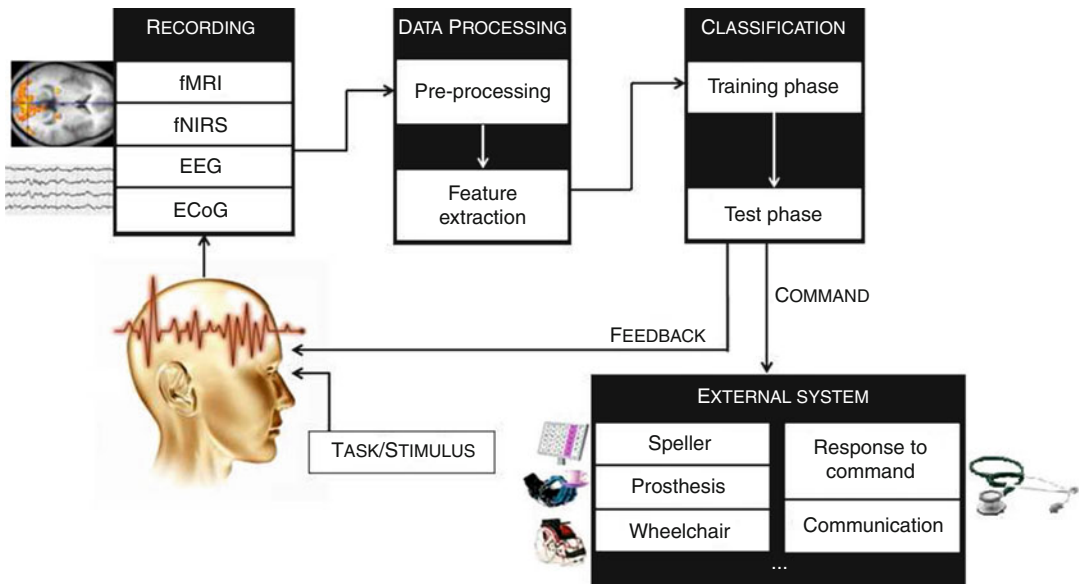 RECORDING
fMRI
fNIRS
EEG
ECoG
DATA PROCESSING
Pre-processing
Feature
extraction
CLASSIFICATION
Training phase
Test phase
COMMAND
FEEDBACK
TASK/STIMULUS
EXTERNAL SYSTEM
Speller
Prosthesis
Wheelchair
Response to
command
Communication
...